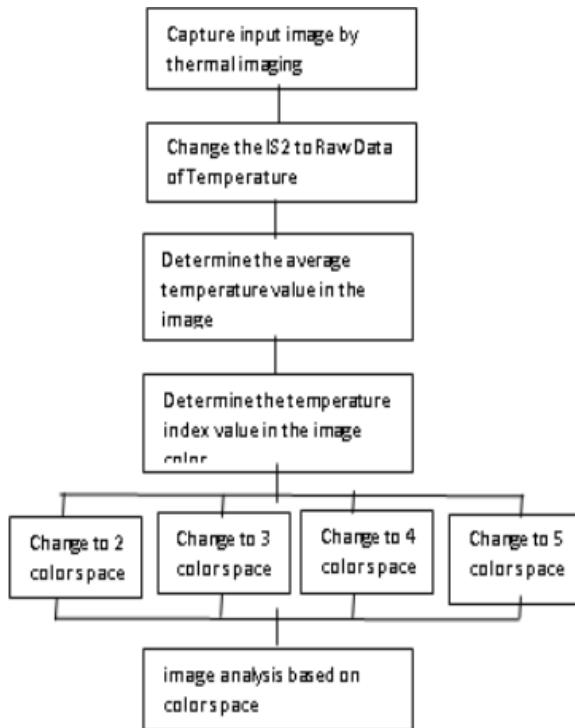 Capture input image by
thermal imaging
Change the IS2 to Raw Data
of Temperature
Determine the average
temperature value in the
image
Determine the temperature
index value in the image
color
Change to 2
colors pace
Change to 3
colors pace
Change to 4
colors pace
Change to 5
colors pace
image analysis based on
colors pace